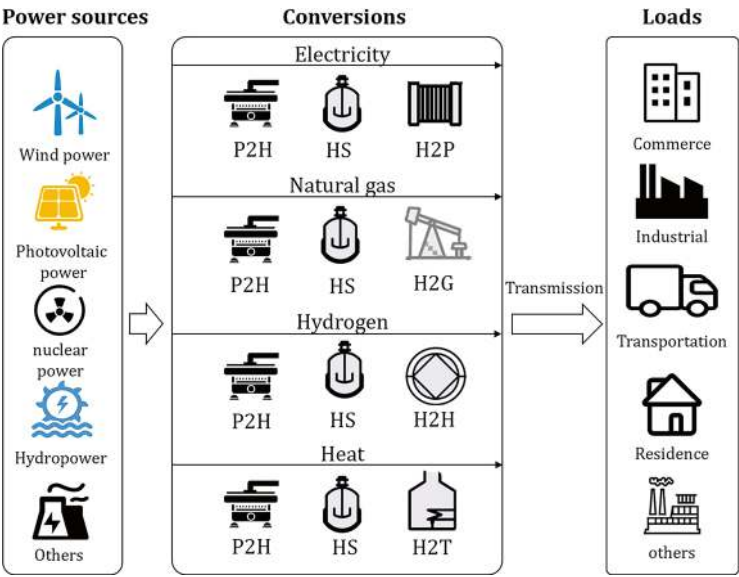 Power sources
Conversions
Loads
Wind power
Photovoltaic
power
nuclear
power
Hydropower
Others
Electricity
P2H HS H2P
Natural gas
P2H HS H2G
Hydrogen
P2H HS H2H
Heat
P2H HS H2T
Transmission
Commerce
Industrial
Transportation
Residence
others